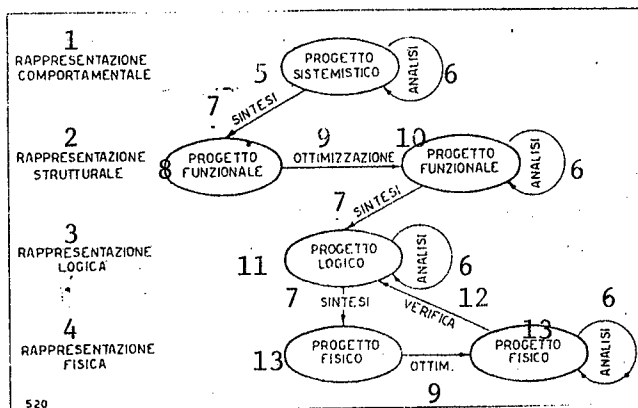 1
RAPPRESENTAZIONE
COMPORTAMENTALE
5
PROGETTO
SISTEMISTICO
ANALISI
6
7
SINTESI
2
RAPPRESENTAZIONE
STRUTTURALE
8
PROGETTO
FUNZIONALE
9
OTTIMIZZAZIONE
10
PROGETTO
FUNZIONALE
ANALISI
6
7
SINTESI
3
RAPPRESENTAZIONE
LOGICA
11
PROGETTO
LOGICO
ANALISI
6
7
SINTESI
12
VERIFICA
4
RAPPRESENTAZIONE
FISICA
13
PROGETTO
FISICO
OTTIM.
9
13
PROGETTO
FISICO
ANALISI
6
520